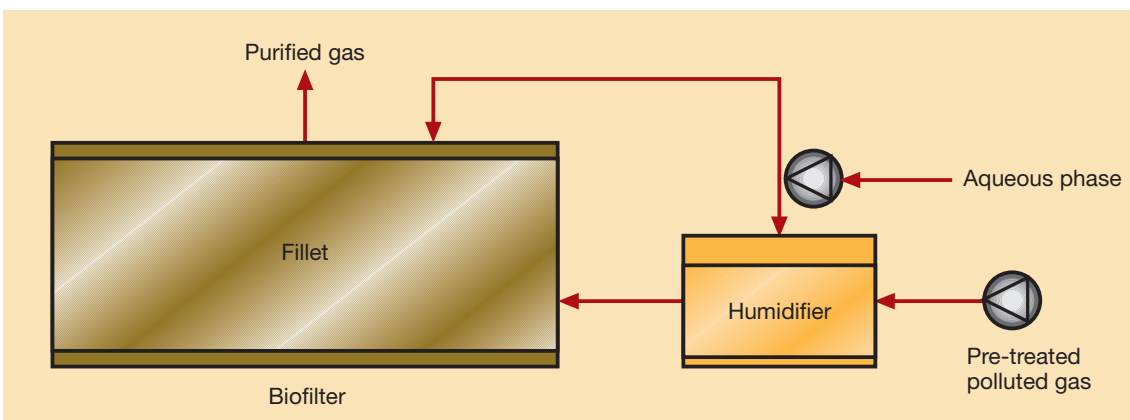 Purified gas
Aqueous phase
Fillet
Humidifier
Pre-treated
polluted gas
Biofilter